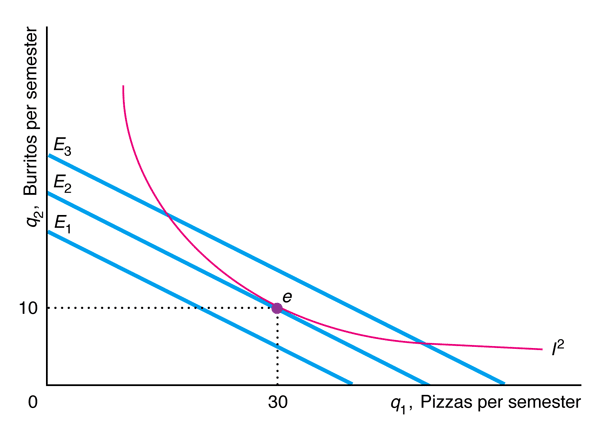 q2, Burritos per semester
E3
E2
E1
e
10
I2
0
30
q1, Pizzas per semester